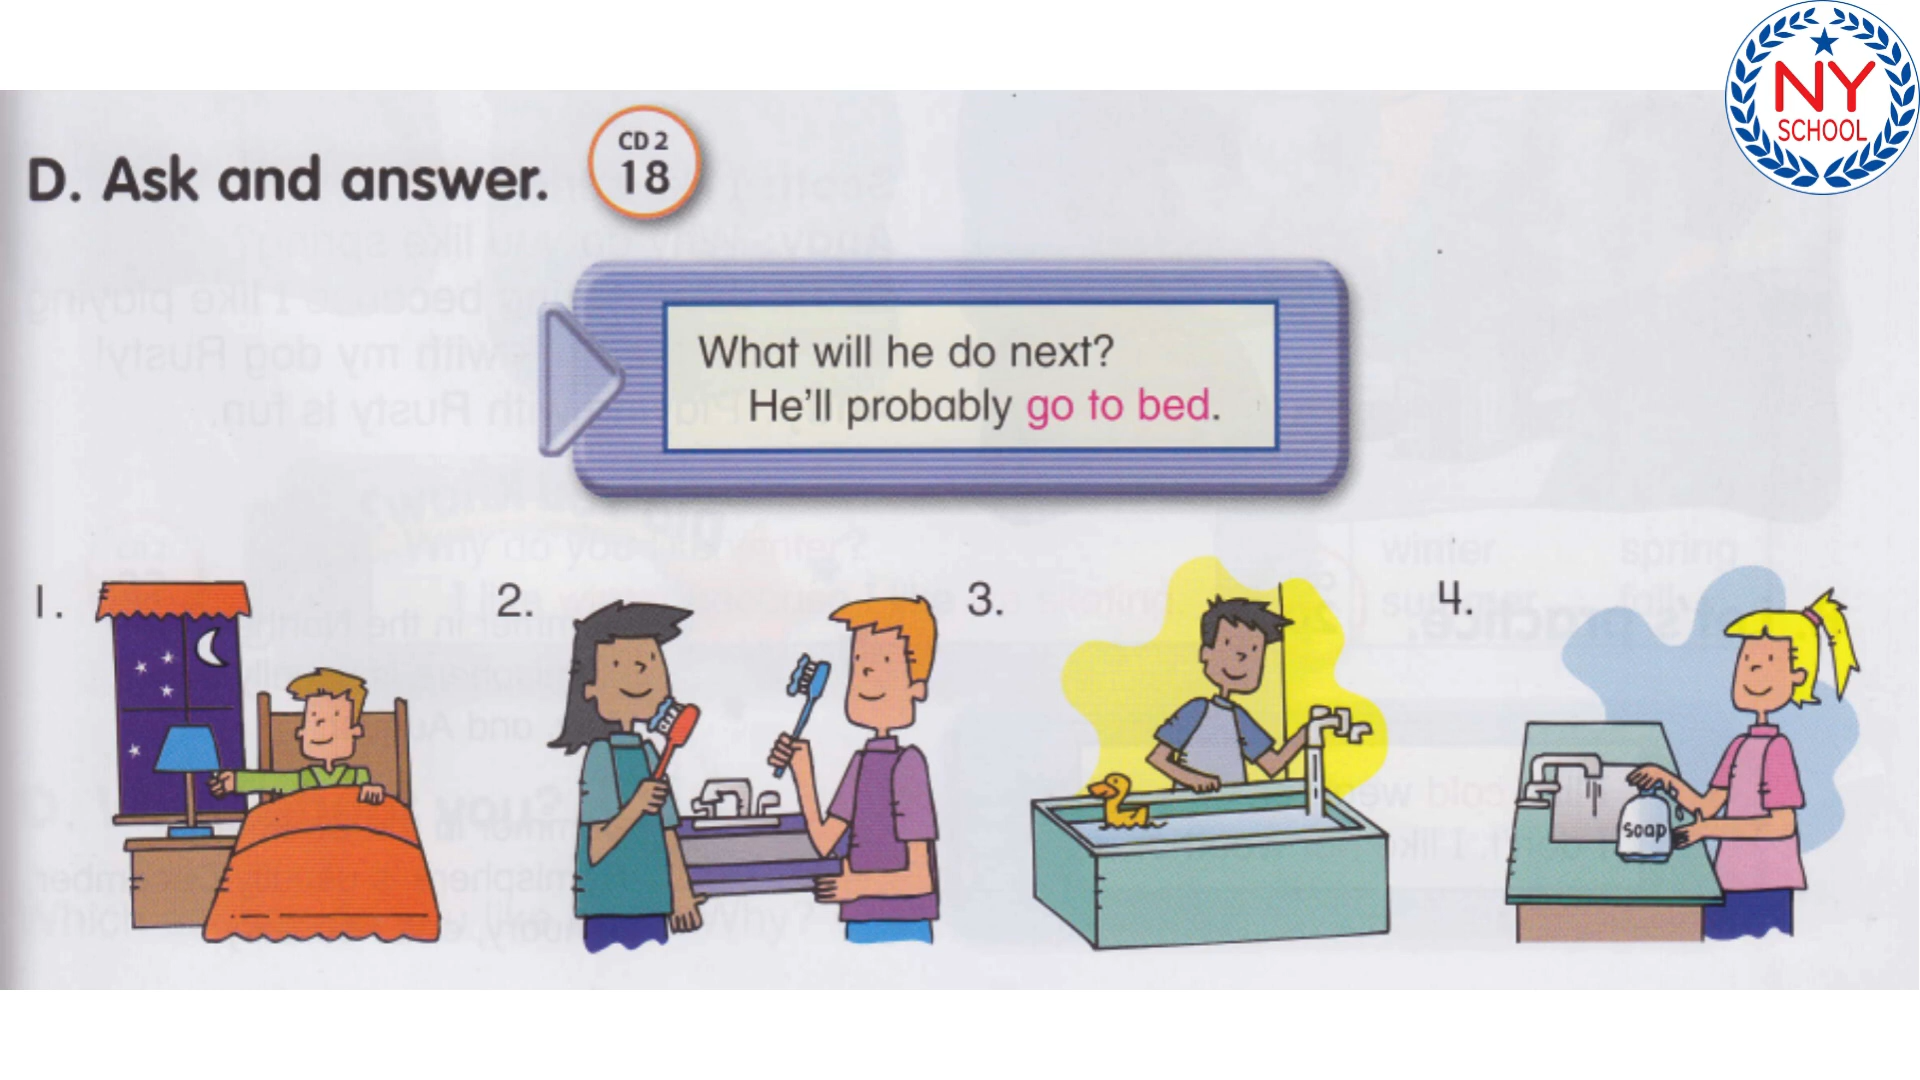 NY
SCHOOL
D. Ask and answer.
CD 2
18
What will he do next?
He'll probably go to bed.
1.
2.
3.
4.
soap